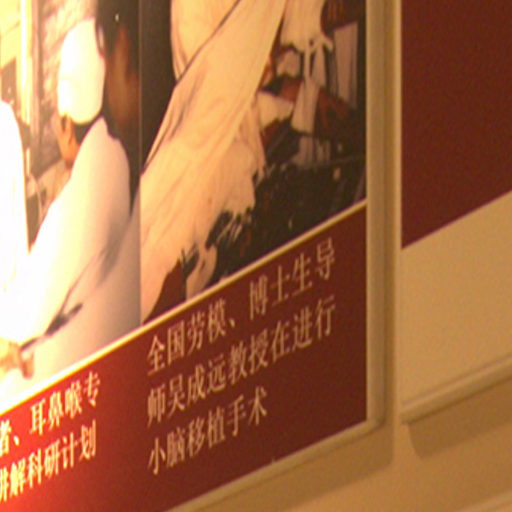 全国劳模、博士生导
师吴成远教授在进行
小脑移植手术
者、耳鼻喉专
讲解科研计划